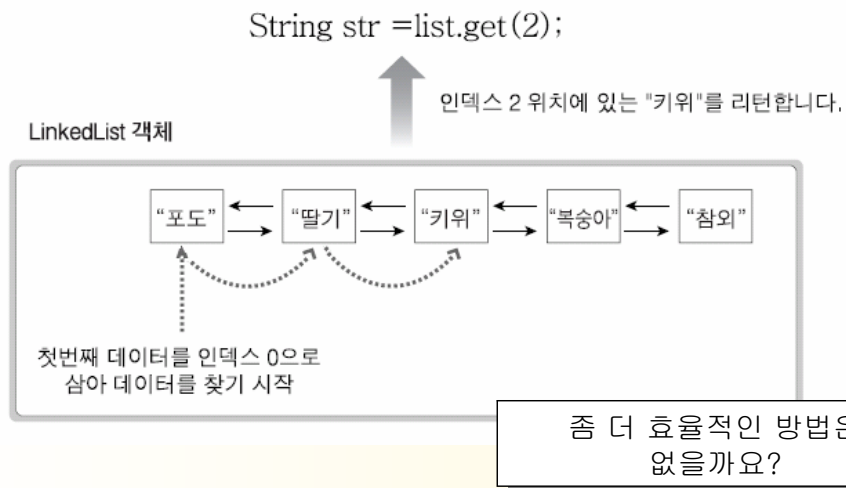 String str =list.get(2);
인덱스 2 위치에 있는 "키위"를 리턴합니다.
LinkedList 객체
“포도”
“딸기”
“키위”
“복숭아”
“참외”
첫번째 데이터를 인덱스 0으로
삼아 데이터를 찾기 시작
좀 더 효율적인 방법은
없을까요?